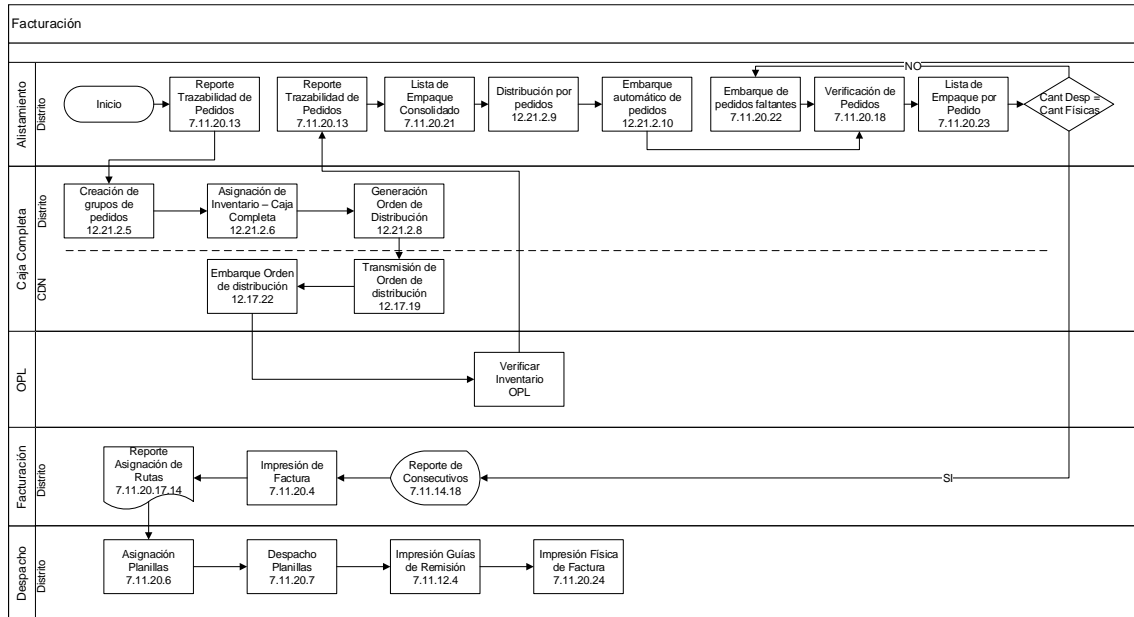 Facturación
Alistamiento
Distrito
Inicio
Reporte
Trazabilidad de
Pedidos
7.11.20.13
Reporte
Trazabilidad de
Pedidos
7.11.20.13
Lista de
Empaque
Consolidado
7.11.20.21
Distribución por
pedidos
12.21.2.9
Embarque
automático de
pedidos
12.21.2.10
Embarque de
pedidos faltantes
7.11.20.22
Verificación de
Pedidos
7.11.20.18
Lista de
Empaque por
Pedido
7.11.20.23
NO
Cant Desp =
Cant Físicas
Caja Completa
Distrito
Creación de
grupos de
pedidos
12.21.2.5
Asignación de
Inventario – Caja
Completa
12.21.2.6
Generación
Orden de
Distribución
12.21.2.8
CDN
Embarque Orden
de distribución
12.17.22
Transmisión de
Orden de
distribución
12.17.19
OPL
Verificar
Inventario
OPL
Facturación
Distrito
Reporte
Asignación de
Rutas
7.11.20.17.14
Impresión de
Factura
7.11.20.4
Reporte de
Consecutivos
7.11.14.18
SI
Despacho
Distrito
Asignación
Planillas
7.11.20.6
Despacho
Planillas
7.11.20.7
Impresión Guías
de Remisión
7.11.12.4
Impresión Física
de Factura
7.11.20.24